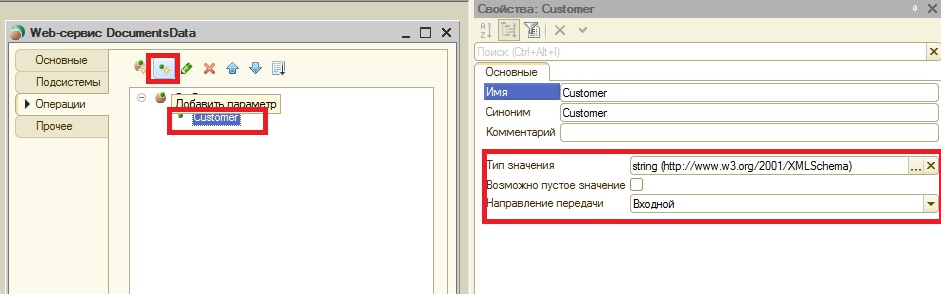 Web-сервис DocumentsData
Основные
Подсистемы
Операции
Прочее
Добавить параметр
Customer
Свойства: Customer
Поиск (Ctrl+Alt+I)
Основные
Имя
Customer
Синоним
Customer
Комментарий
Тип значения
string (http://www.w3.org/2001/XMLSchema)
...
Возможно пустое значение
Направление передачи
Входной